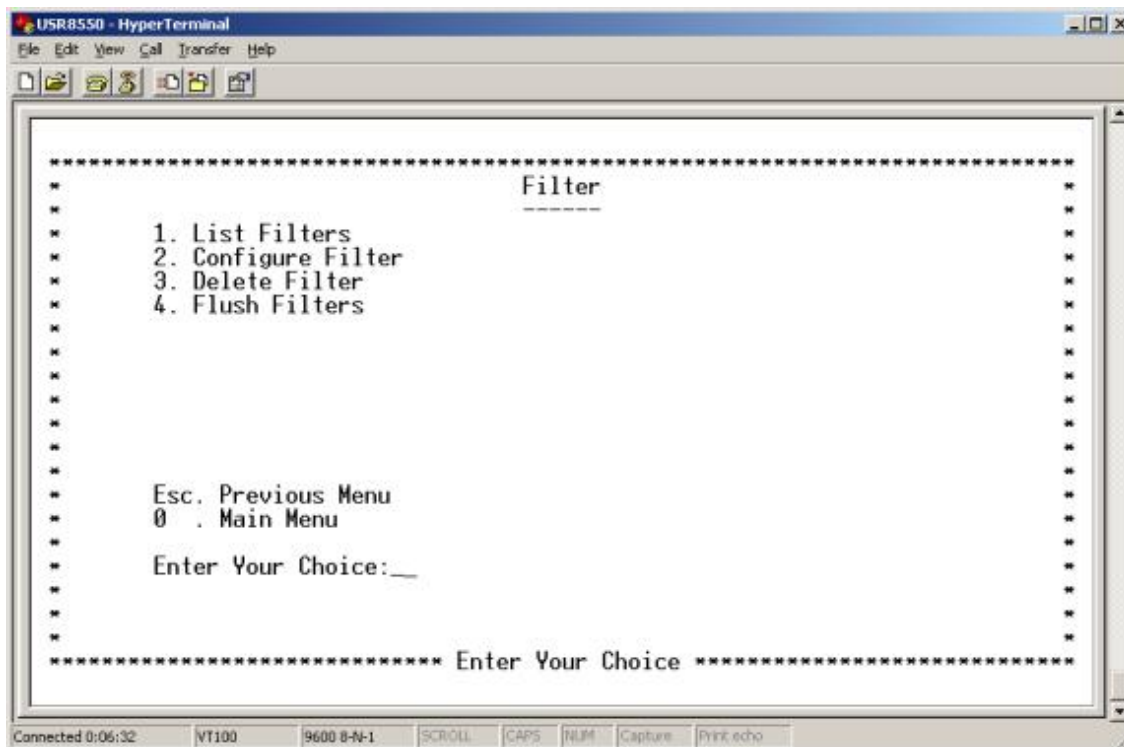 USR8550 - HyperTerminal
File Edit View Call Transfer Help
*******************************************************************************
* Filter *
* ------ *
* 1. List Filters *
* 2. Configure Filter *
* 3. Delete Filter *
* 4. Flush Filters *
* *
* *
* *
* *
* *
* *
* *
* Esc. Previous Menu *
* 0 . Main Menu *
* *
* Enter Your Choice:__ *
* *
* *
* *
****************************** Enter Your Choice *****************************
Connected 0:06:32 VT100 9600 8-N-1 SCROLL CAPS NUM Capture Print echo